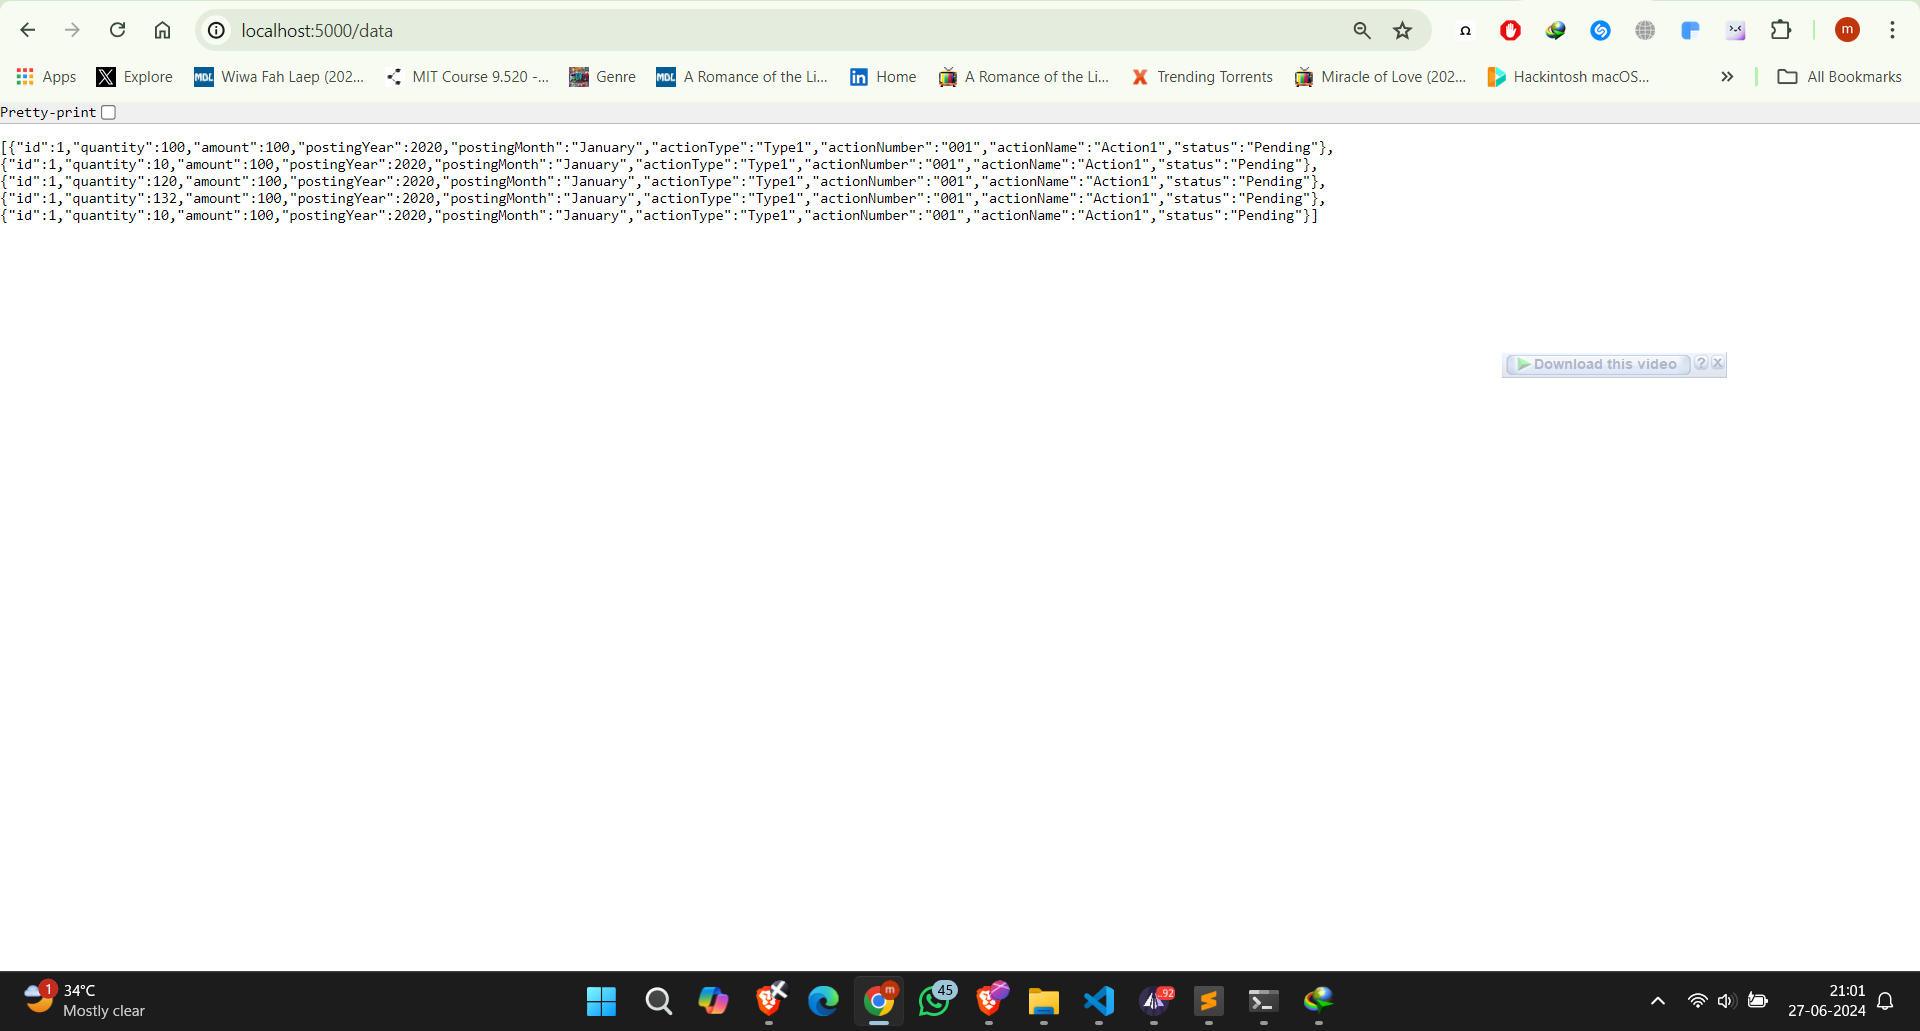 localhost:5000/data
m
Apps
Explore
MDL Wiwa Fah Laep (202...
MIT Course 9.520 -...
Genre
MDL A Romance of the Li...
in Home
A Romance of the Li...
X Trending Torrents
Miracle of Love (202...
Hackintosh macOS...
All Bookmarks
Pretty-print
[{"id":1,"quantity":100,"amount":100,"postingYear":2020,"postingMonth":"January","actionType":"Type1","actionNumber":"001","actionName":"Action1","status":"Pending"},
{"id":1,"quantity":10,"amount":100,"postingYear":2020,"postingMonth":"January","actionType":"Type1","actionNumber":"001","actionName":"Action1","status":"Pending"},
{"id":1,"quantity":120,"amount":100,"postingYear":2020,"postingMonth":"January","actionType":"Type1","actionNumber":"001","actionName":"Action1","status":"Pending"},
{"id":1,"quantity":132,"amount":100,"postingYear":2020,"postingMonth":"January","actionType":"Type1","actionNumber":"001","actionName":"Action1","status":"Pending"},
{"id":1,"quantity":10,"amount":100,"postingYear":2020,"postingMonth":"January","actionType":"Type1","actionNumber":"001","actionName":"Action1","status":"Pending"}]
Download this video ? X
1
34°C
Mostly clear
m
45
92
21:01
27-06-2024